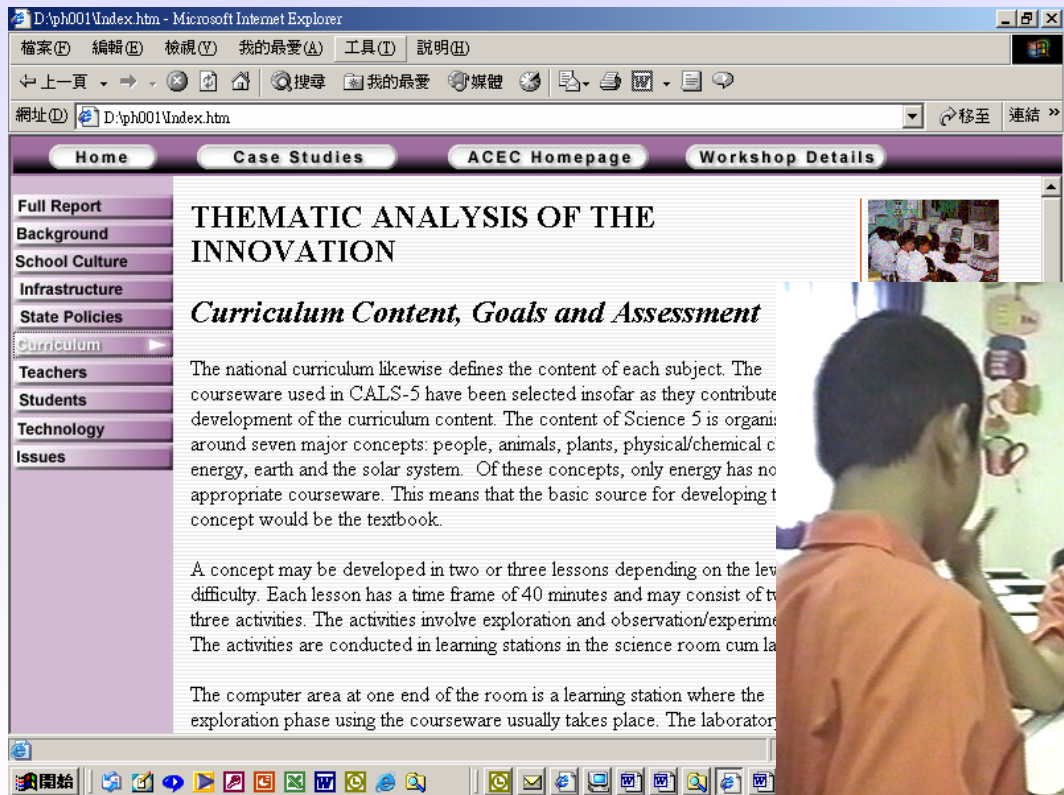 D:\ph001\Index.htm - Microsoft Internet Explorer
檔案(F) 編輯(E) 檢視(V) 我的最愛(A) 工具(T) 說明(H)
上一頁 搜尋 我的最愛 媒體
網址(D) D:\ph001\Index.htm 移至 連結 »
Home Case Studies ACEC Homepage Workshop Details
Full Report
Background
School Culture
Infrastructure
State Policies
Curriculum
Teachers
Students
Technology
Issues
THEMATIC ANALYSIS OF THE
INNOVATION
Curriculum Content, Goals and Assessment
The national curriculum likewise defines the content of each subject. The
courseware used in CALS-5 have been selected insofar as they contribute
development of the curriculum content. The content of Science 5 is organis
around seven major concepts: people, animals, plants, physical/chemical c
energy, earth and the solar system. Of these concepts, only energy has no
appropriate courseware. This means that the basic source for developing t
concept would be the textbook.
A concept may be developed in two or three lessons depending on the lev
difficulty. Each lesson has a time frame of 40 minutes and may consist of tw
three activities. The activities involve exploration and observation/experime
The activities are conducted in learning stations in the science room cum la
The computer area at one end of the room is a learning station where the
exploration phase using the courseware usually takes place. The laboratory
開始